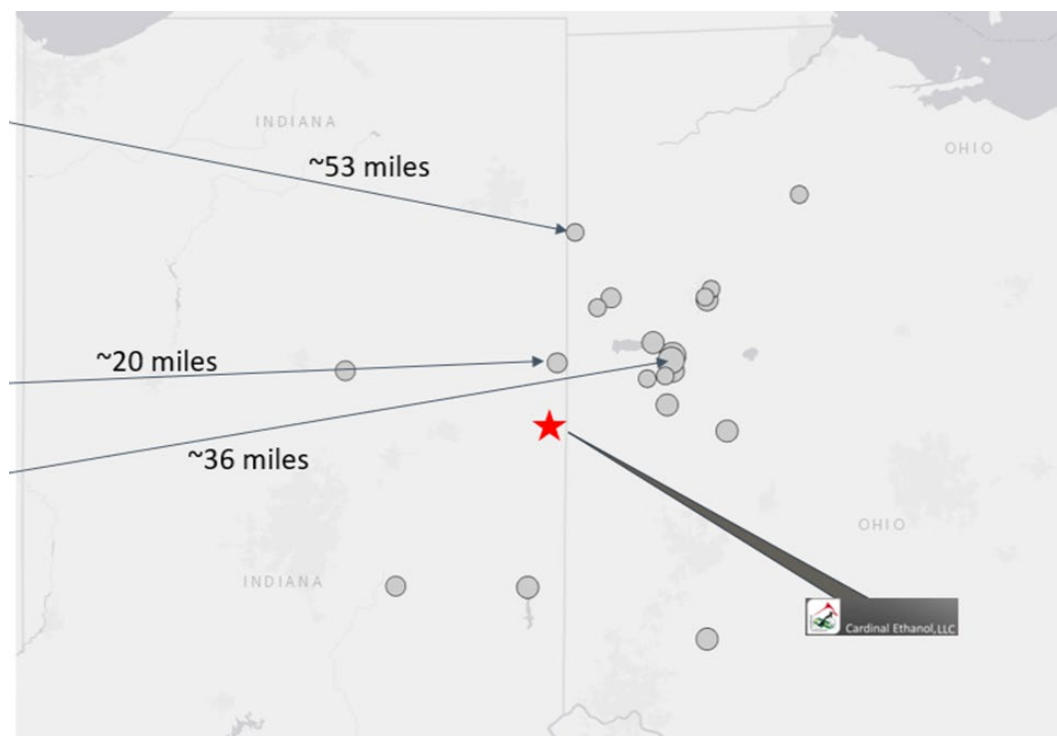 INDIANA
OHIO
~53 miles
~20 miles
~36 miles
OHIO
INDIANA
Cardinal Ethanol, LLC